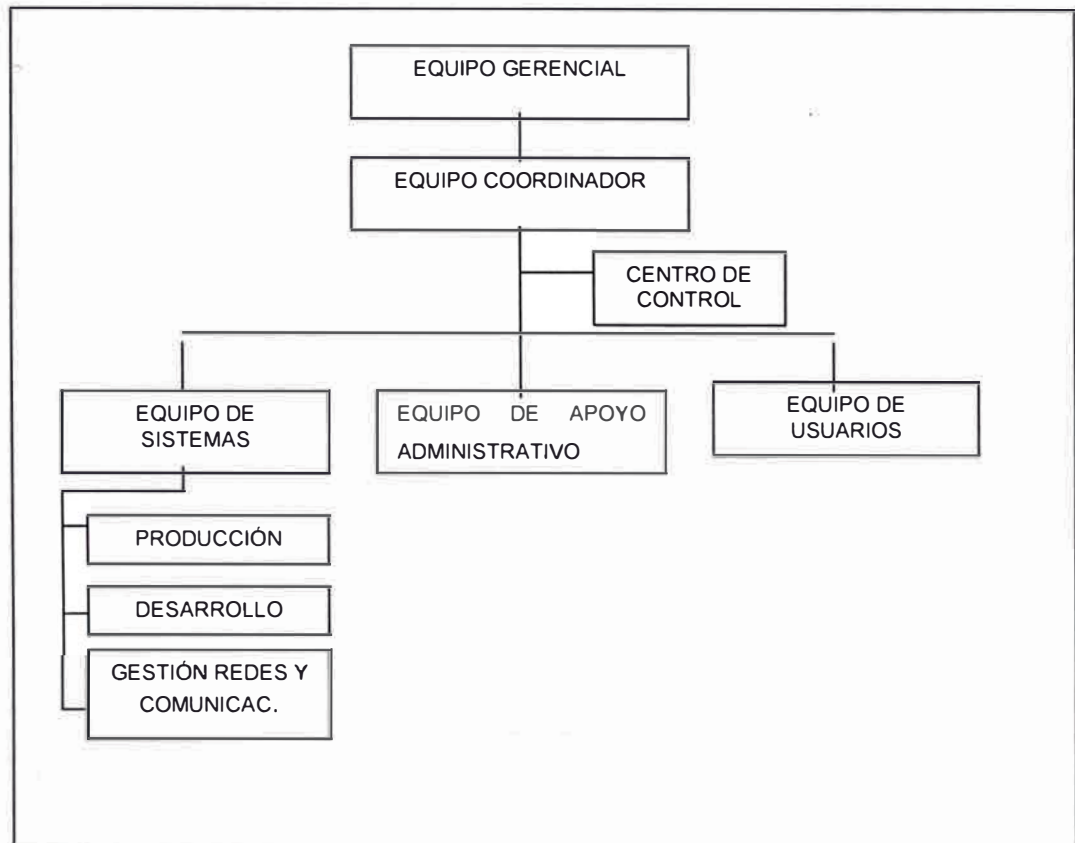 EQUIPO GERENCIAL
EQUIPO COORDINADOR
CENTRO DE
CONTROL
EQUIPO DE
SISTEMAS
EQUIPO DE APOYO
ADMINISTRATIVO
EQUIPO DE
USUARIOS
PRODUCCIÓN
DESARROLLO
GESTIÓN REDES Y
COMUNICAC.